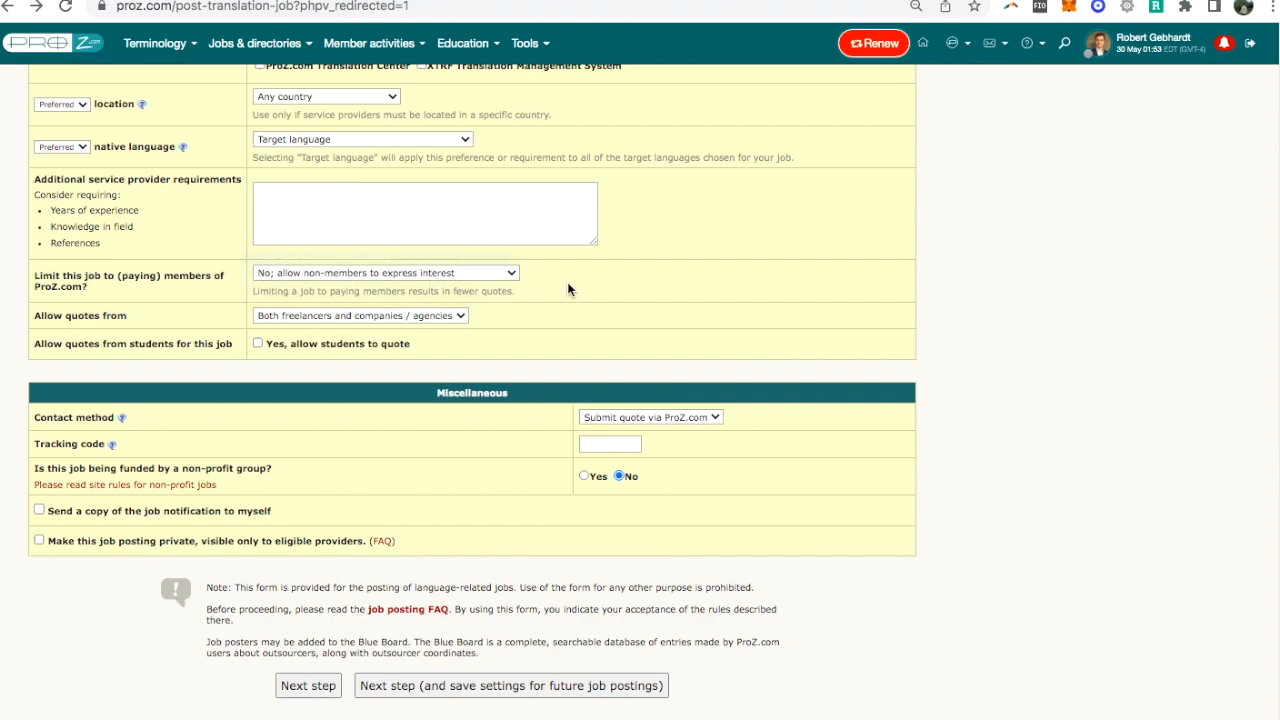 proz.com/post-translation-job?phpv_redirected=1
FIO
R
PRO Z.com
Terminology
Jobs & directories
Member activities
Education
Tools
Renew
Robert Gebhardt
30 May 01:53 EDT (GMT-4)
ProZ.com Translation Center XTRF Translation Management System
Preferred location
Any country
Use only if service providers must be located in a specific country.
Preferred native language
Target language
Selecting "Target language" will apply this preference or requirement to all of the target languages chosen for your job.
Additional service provider requirements
Consider requiring:
• Years of experience
• Knowledge in field
• References
Limit this job to (paying) members of
ProZ.com?
No; allow non-members to express interest
Limiting a job to paying members results in fewer quotes.
Allow quotes from
Both freelancers and companies / agencies
Allow quotes from students for this job
Yes, allow students to quote
Miscellaneous
Contact method
Submit quote via ProZ.com
Tracking code
Is this job being funded by a non-profit group?
Please read site rules for non-profit jobs
Yes No
Send a copy of the job notification to myself
Make this job posting private, visible only to eligible providers. (FAQ)
Note: This form is provided for the posting of language-related jobs. Use of the form for any other purpose is prohibited.
Before proceeding, please read the job posting FAQ. By using this form, you indicate your acceptance of the rules described
there.
Job posters may be added to the Blue Board. The Blue Board is a complete, searchable database of entries made by ProZ.com
users about outsourcers, along with outsourcer coordinates.
Next step
Next step (and save settings for future job postings)